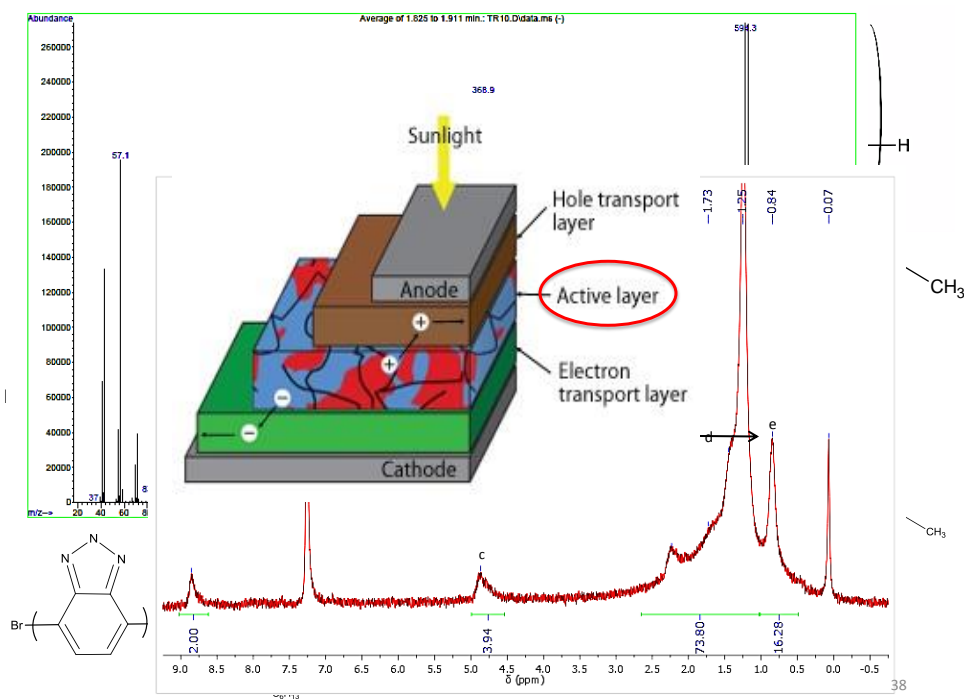 Abundance
Average of 1.825 to 1.911 min.: TR10.D\data.ms (-)
260000
240000
220000
200000
180000
160000
140000
120000
100000
80000
60000
40000
20000
0
m/z-->
20
40
60
57.1
37
368.9
Sunlight
Hole transport
layer
Anode
Active layer
Electron
transport layer
Cathode
+
+
−
−
H
CH3
CH3
−1.73
−1.25
−0.84
−0.07
d
e
c
2.00
3.94
73.80
16.28
9.0 8.5 8.0 7.5 7.0 6.5 6.0 5.5 5.0 4.5 4.0 3.5 3.0 2.5 2.0 1.5 1.0 0.5 0.0 -0.5
δ (ppm)
N
N
N
Br
38